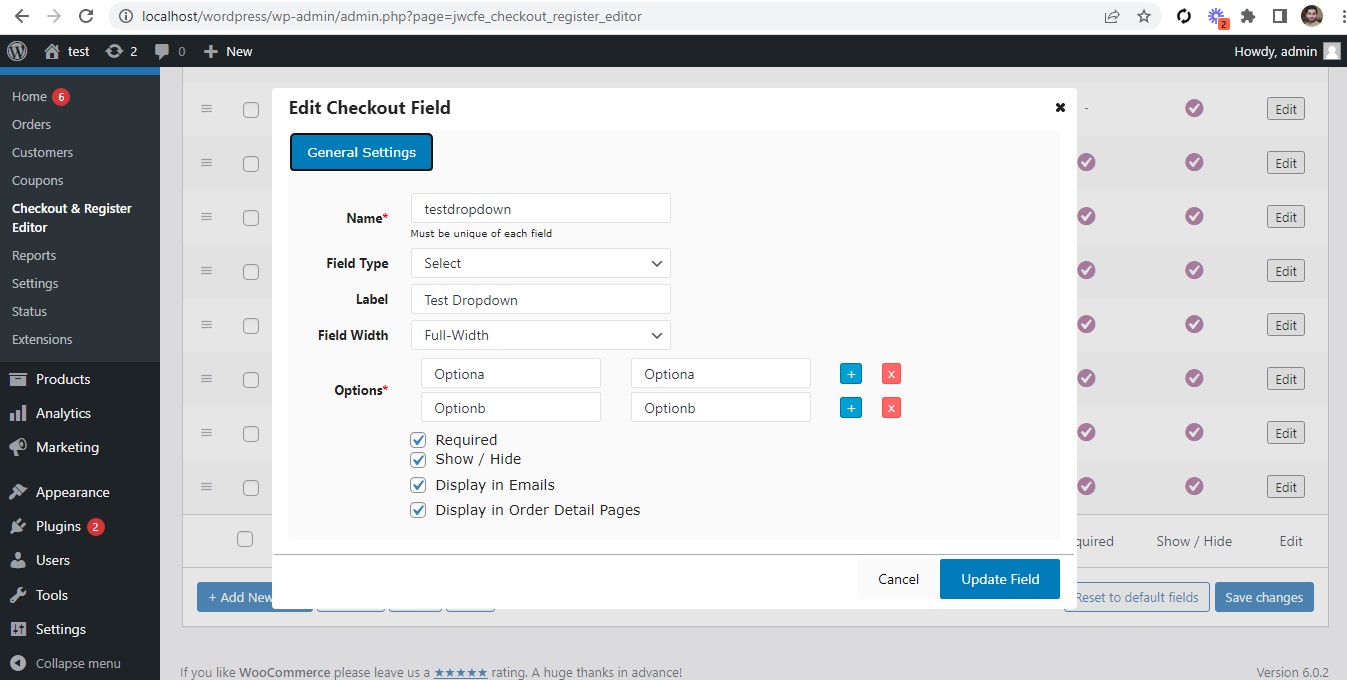 localhost/wordpress/wp-admin/admin.php?page=jwcfe_checkout_register_editor
2
test 2 0 + New
Howdy, admin
Home 6
Orders
Customers
Coupons
Checkout & Register
Editor
Reports
Settings
Status
Extensions
Products
Analytics
Marketing
Appearance
Plugins 2
Users
Tools
Settings
Collapse menu
Edit Checkout Field
General Settings
Name*
testdropdown
Must be unique of each field
Field Type
Select
Label
Test Dropdown
Field Width
Full-Width
Options*
Optiona Optiona + x
Optionb Optionb + x
Required
Show / Hide
Display in Emails
Display in Order Detail Pages
Cancel Update Field
- Edit
Edit
Edit
Edit
Edit
Edit
Edit
Edit
quired Show / Hide Edit
+ Add New
Reset to default fields Save changes
If you like WooCommerce please leave us a ★★★★★ rating. A huge thanks in advance!
Version 6.0.2